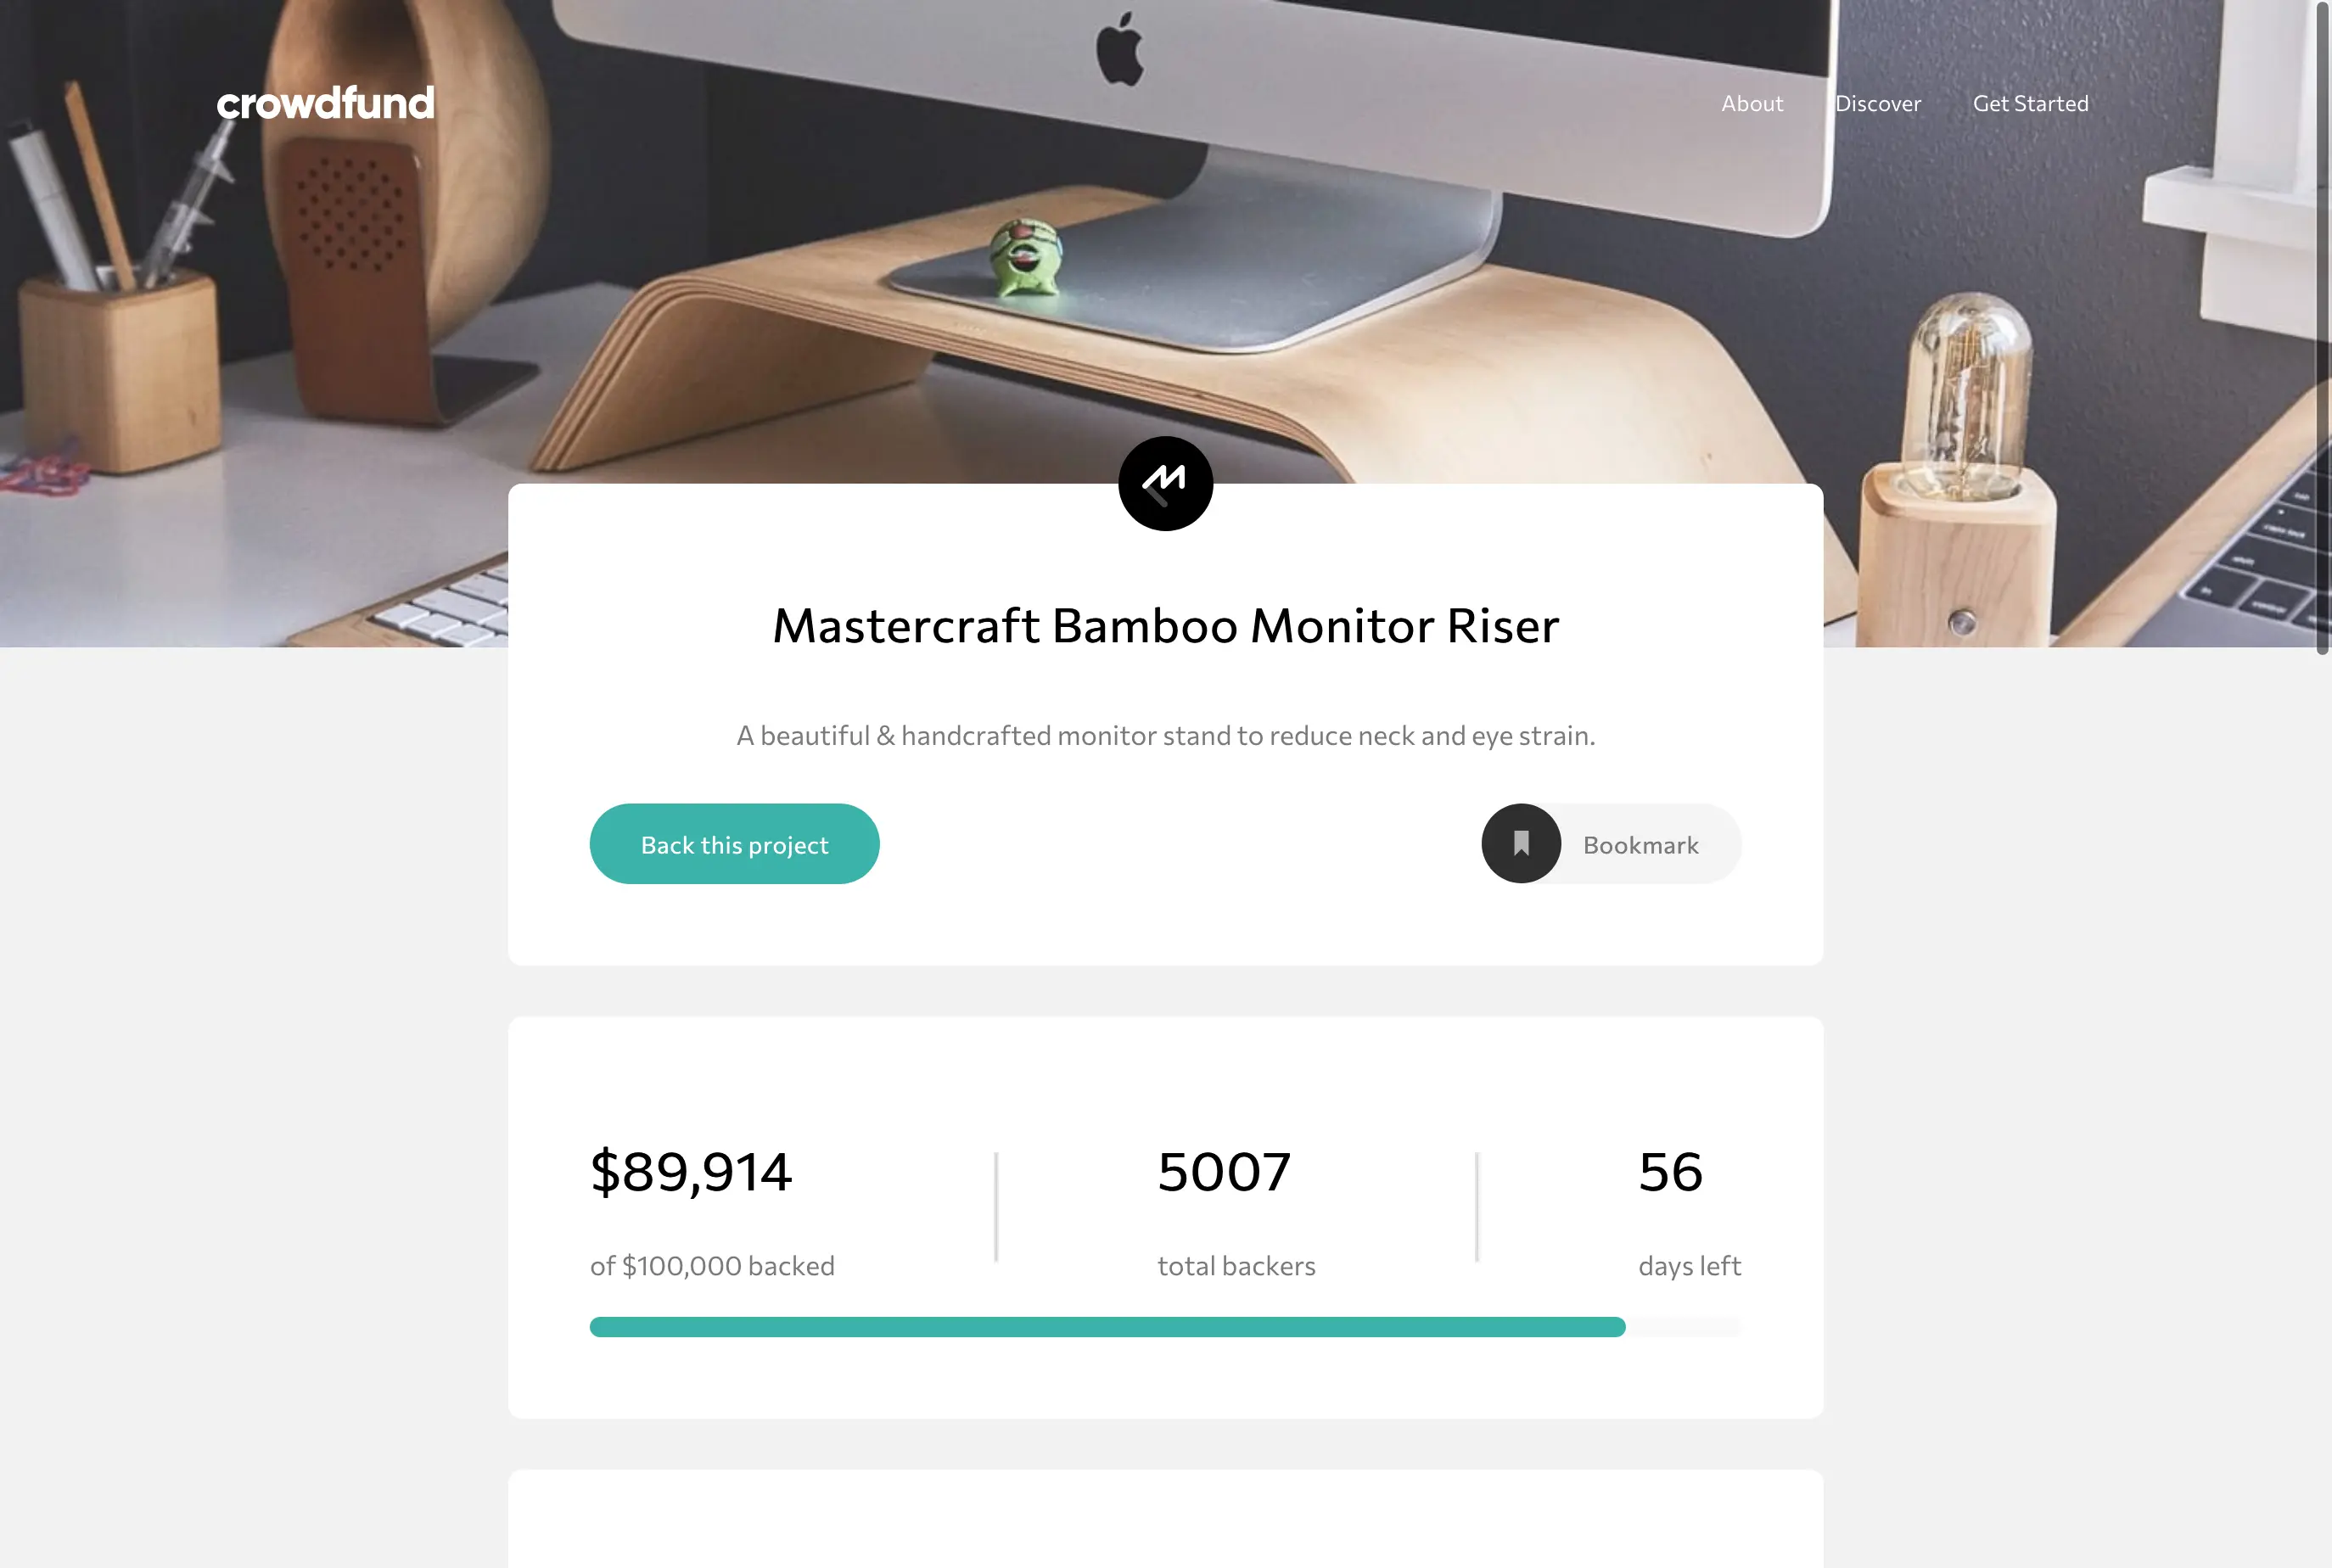 crowdfund
About Discover Get Started
Mastercraft Bamboo Monitor Riser
A beautiful & handcrafted monitor stand to reduce neck and eye strain.
Back this project
Bookmark
$89,914 5007 56
of $100,000 backed total backers days left